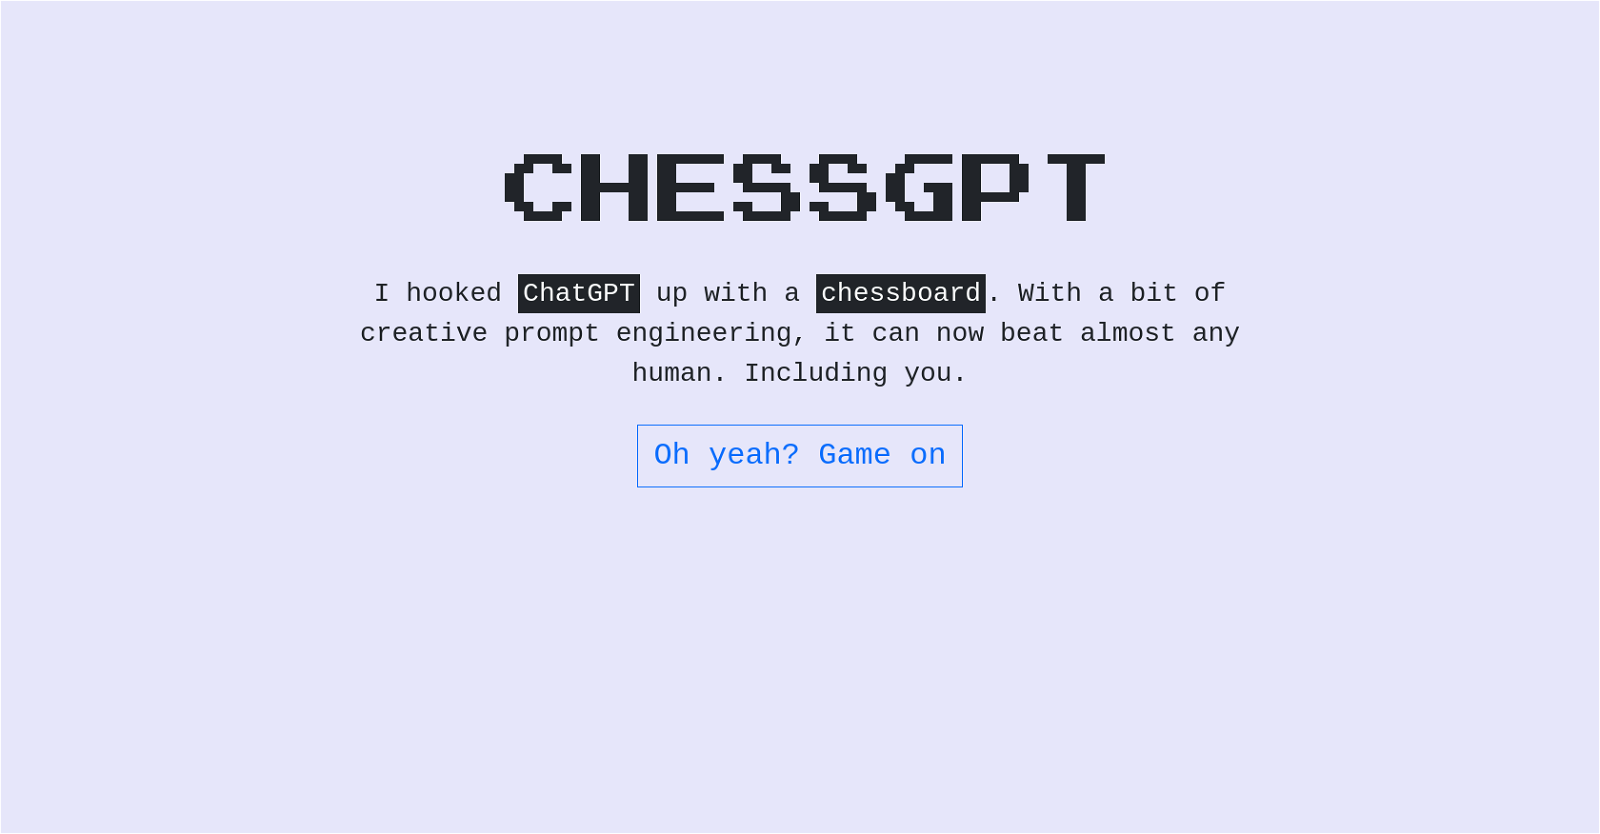 CHESSGPT
I hooked ChatGPT up with a chessboard. With a bit of
creative prompt engineering, it can now beat almost any
human. Including you.
Oh yeah? Game on